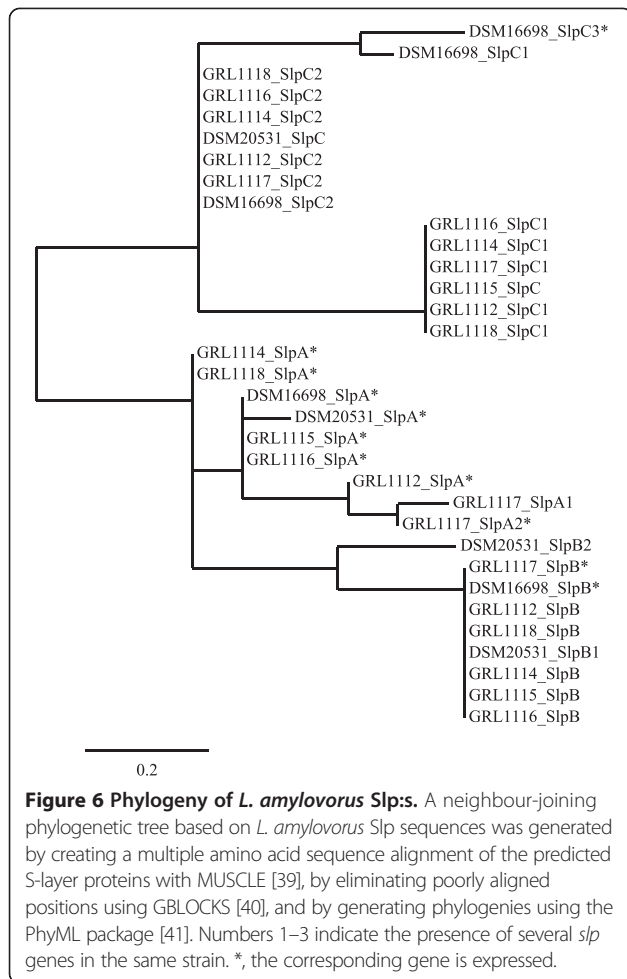 DSM16698_SlpC3*
DSM16698_SlpC1
GRL1118_SlpC2
GRL1116_SlpC2
GRL1114_SlpC2
DSM20531_SlpC
GRL1112_SlpC2
GRL1117_SlpC2
DSM16698_SlpC2
GRL1116_SlpC1
GRL1114_SlpC1
GRL1117_SlpC1
GRL1115_SlpC
GRL1112_SlpC1
GRL1118_SlpC1
GRL1114_SlpA*
GRL1118_SlpA*
DSM16698_SlpA*
DSM20531_SlpA*
GRL1115_SlpA*
GRL1116_SlpA*
GRL1112_SlpA*
GRL1117_SlpA1
GRL1117_SlpA2*
DSM20531_SlpB2
GRL1117_SlpB*
DSM16698_SlpB*
GRL1112_SlpB
GRL1118_SlpB
DSM20531_SlpB1
GRL1114_SlpB
GRL1115_SlpB
GRL1116_SlpB
0.2
Figure 6 Phylogeny of L. amylovorus Slp:s. A neighbour-joining
phylogenetic tree based on L. amylovorus Slp sequences was generated
by creating a multiple amino acid sequence alignment of the predicted
S-layer proteins with MUSCLE [39], by eliminating poorly aligned
positions using GBLOCKS [40], and by generating phylogenies using the
PhyML package [41]. Numbers 1–3 indicate the presence of several slp
genes in the same strain. *, the corresponding gene is expressed.